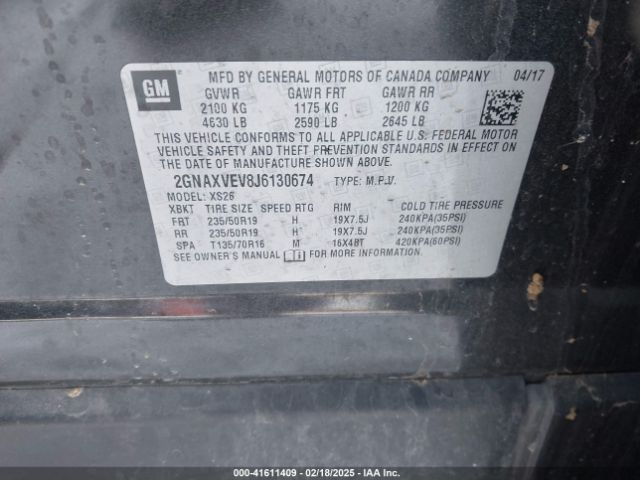 GM
MFD BY GENERAL MOTORS OF CANADA COMPANY 04/17
GVWR GAWR FRT GAWR RR
2100 KG 1175 KG 1200 KG
4630 LB 2590 LB 2645 LB
THIS VEHICLE CONFORMS TO ALL APPLICABLE U.S. FEDERAL MOTOR
VEHICLE SAFETY AND THEFT PREVENTION STANDARDS IN EFFECT ON
DATE OF MANUFACTURE SHOWN ABOVE.
2GNAXVEV8J6130674 TYPE: M.P.V.
MODEL: XS26
XBKT TIRE SIZE SPEED RTG RIM COLD TIRE PRESSURE
FRT 235/50R19 H 19X7.5J 240KPA(35PSI)
RR 235/50R19 H 19X7.5J 240KPA(35PSI)
SPA T135/70R16 M 16X4BT 420KPA(60PSI)
SEE OWNER'S MANUAL FOR MORE INFORMATION
00-41611409 - 02/18/2025 - IAAI.COM